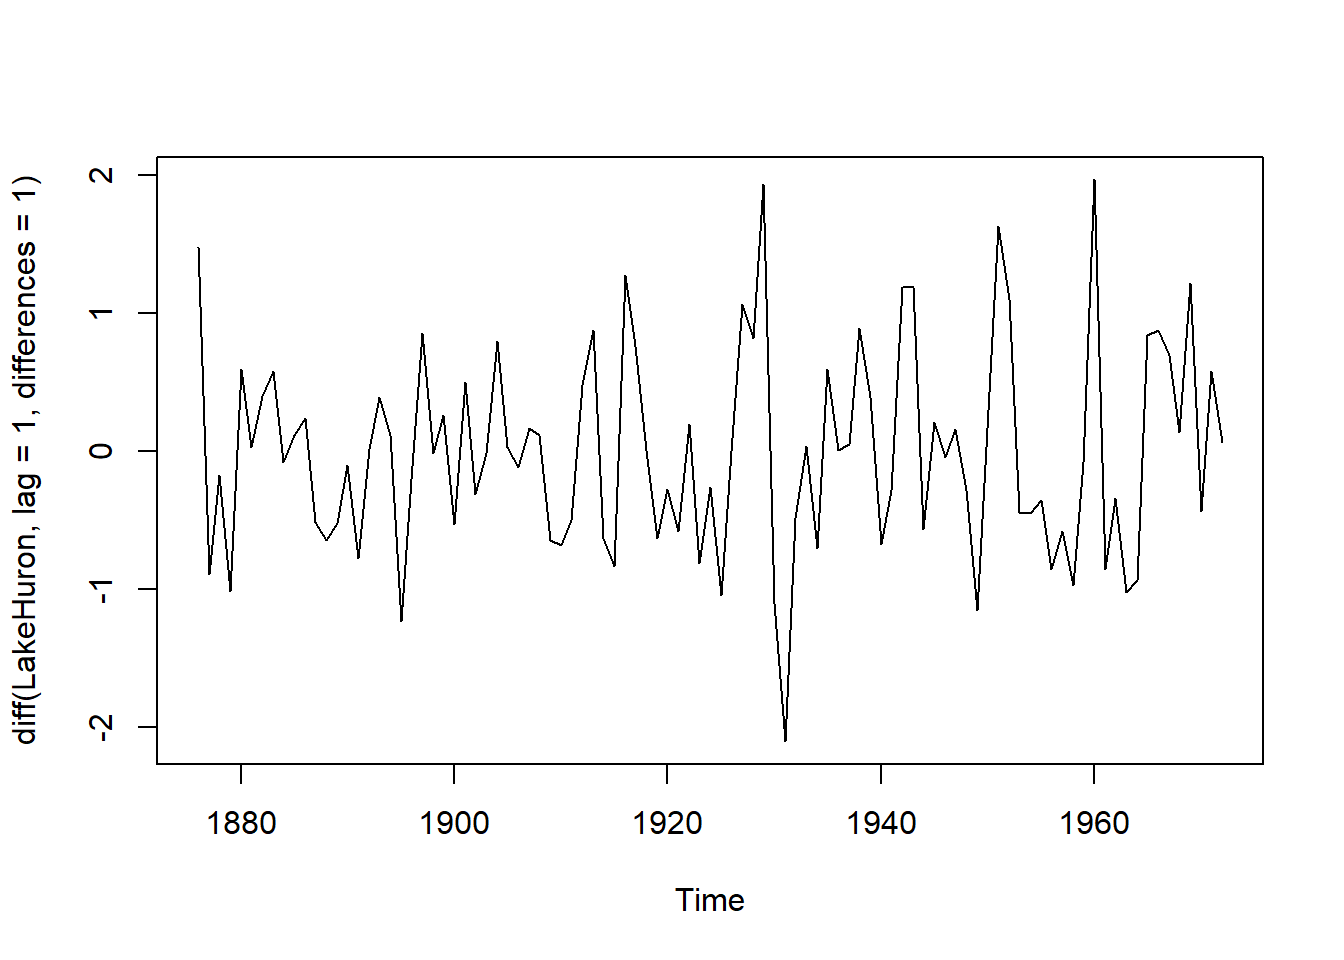 diff(LakeHuron, lag = 1, differences = 1)
2
1
0
-1
-2
1880 1900 1920 1940 1960
Time